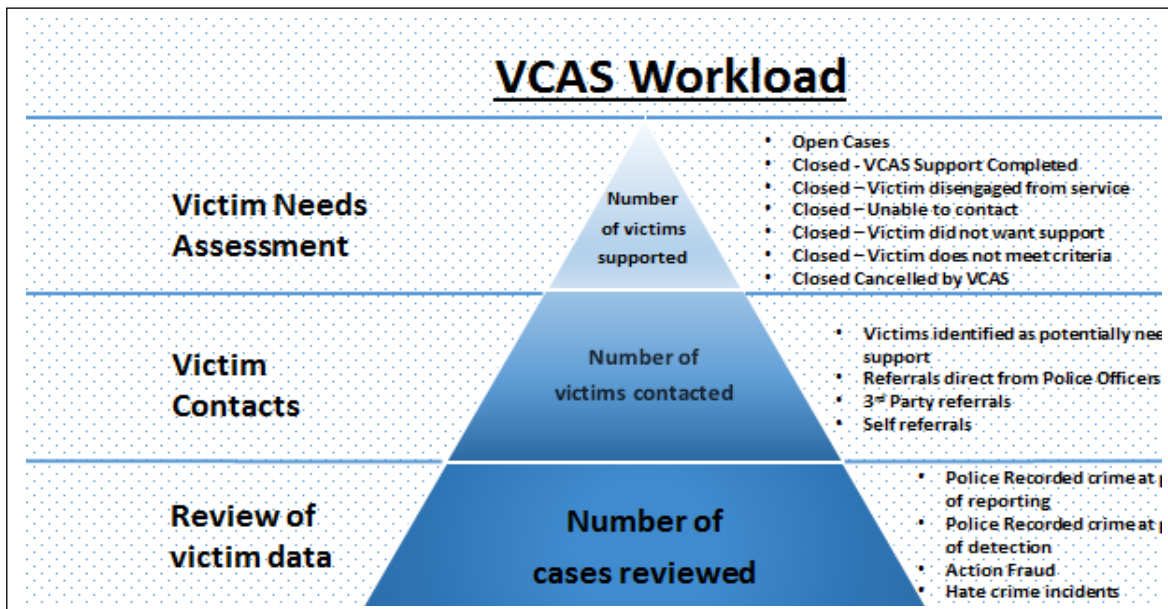 VCAS Workload
Victim Needs
Assessment
Number
of victims
supported
• Open Cases
• Closed - VCAS Support Completed
• Closed – Victim disengaged from service
• Closed – Unable to contact
• Closed – Victim did not want support
• Closed – Victim does not meet criteria
• Closed Cancelled by VCAS
Victim
Contacts
Number of
victims contacted
• Victims identified as potentially
support
• Referrals direct from Police Officers
• 3rd Party referrals
• Self referrals
Review of
victim data
Number of
cases reviewed
• Police Recorded crime at
of reporting
• Police Recorded crime at
of detection
• Action Fraud
• Hate crime incidents